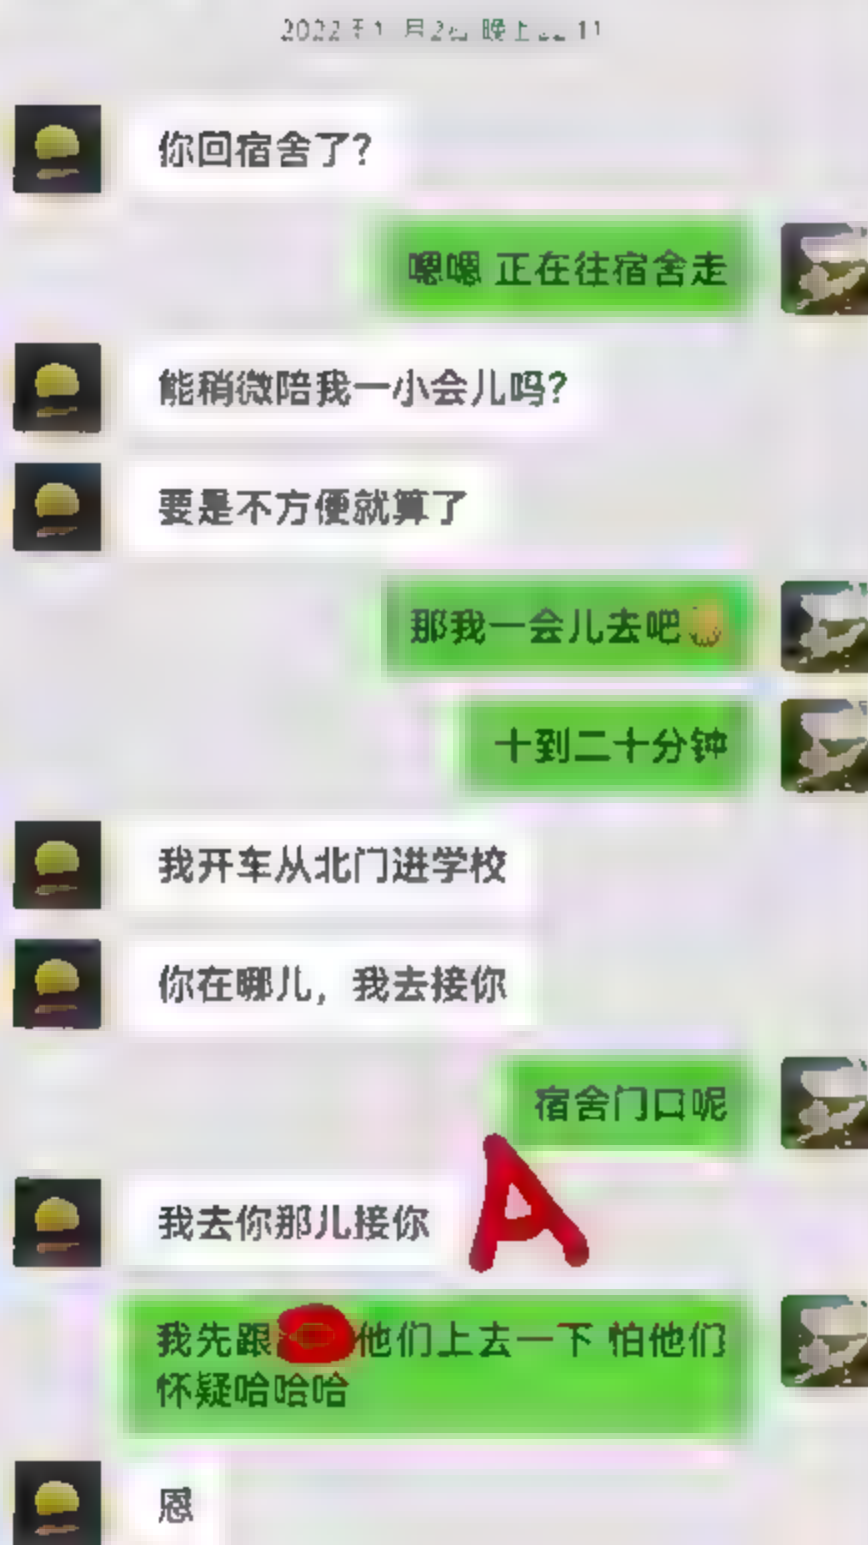 你回宿舍了?
嗯嗯 正在往宿舍走
能稍微陪我一小会儿吗?
要是不方便就算了
那我一会儿去吧
十到二十分钟
我开车从北门进学校
你在哪儿，我去接你
宿舍门口呢
A
我去你那儿接你
我先跟 他们上去一下 怕他们
怀疑哈哈哈
恩